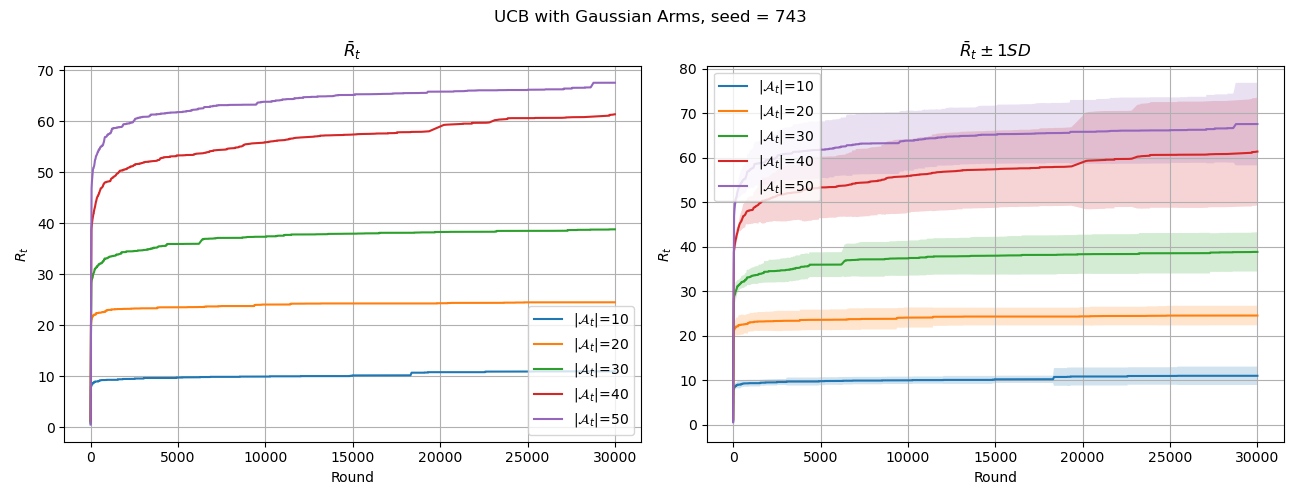 UCB with Gaussian Arms, seed = 743
R̄ₜ
R̄ₜ ± 1SD
70
60
50
40
30
20
10
0
Rₜ
0 5000 10000 15000 20000 25000 30000
Round
|𝒜ₜ|=10
|𝒜ₜ|=20
|𝒜ₜ|=30
|𝒜ₜ|=40
|𝒜ₜ|=50
80
70
60
50
40
30
20
10
0
Rₜ
0 5000 10000 15000 20000 25000 30000
Round
|𝒜ₜ|=10
|𝒜ₜ|=20
|𝒜ₜ|=30
|𝒜ₜ|=40
|𝒜ₜ|=50